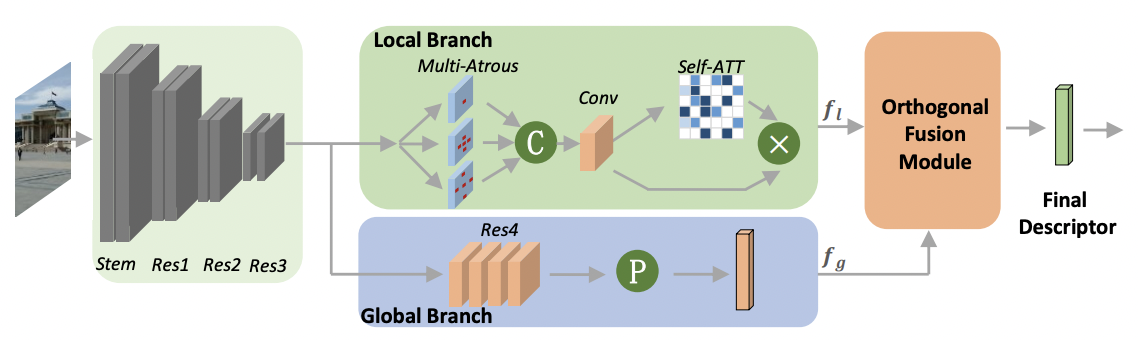 Local Branch
Multi-Atrous
Self-ATT
Conv
C
×
f_l
Orthogonal
Fusion
Module
Final
Descriptor
Stem Res1 Res2 Res3
Res4
P
f_g
Global Branch